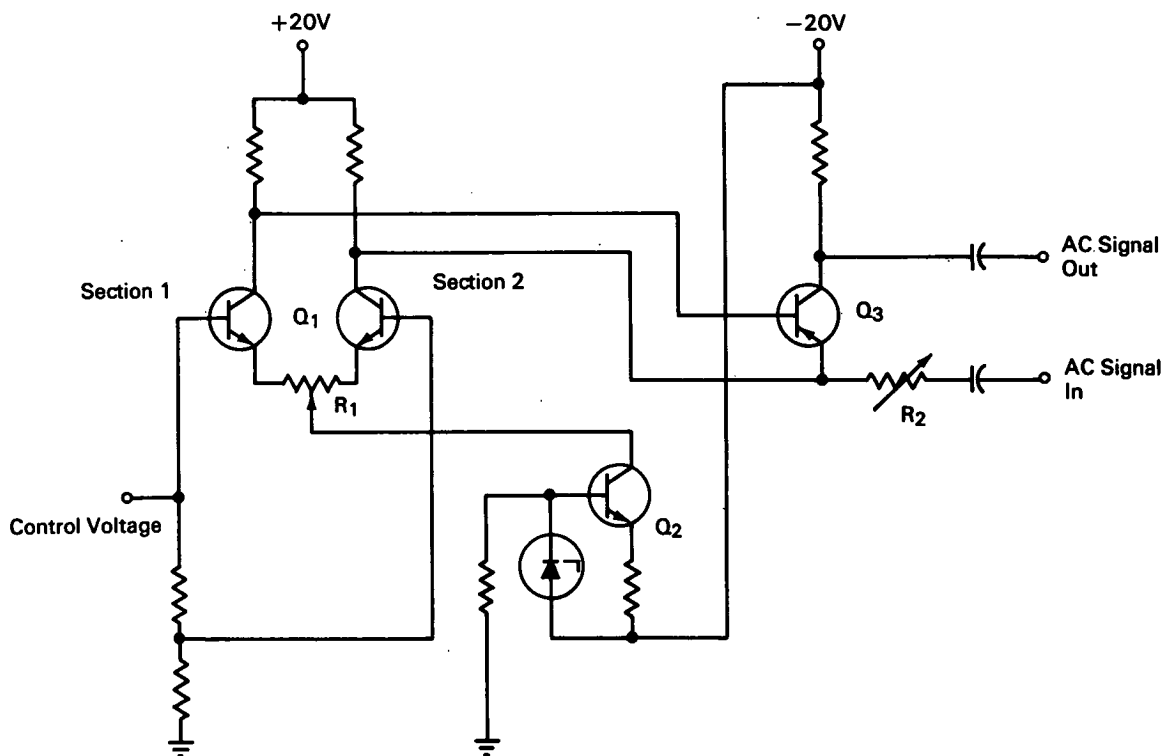 +20V
−20V
AC Signal
Out
Section 1
Section 2
Q1
Q3
AC Signal
In
R1
R2
Control Voltage
Q2